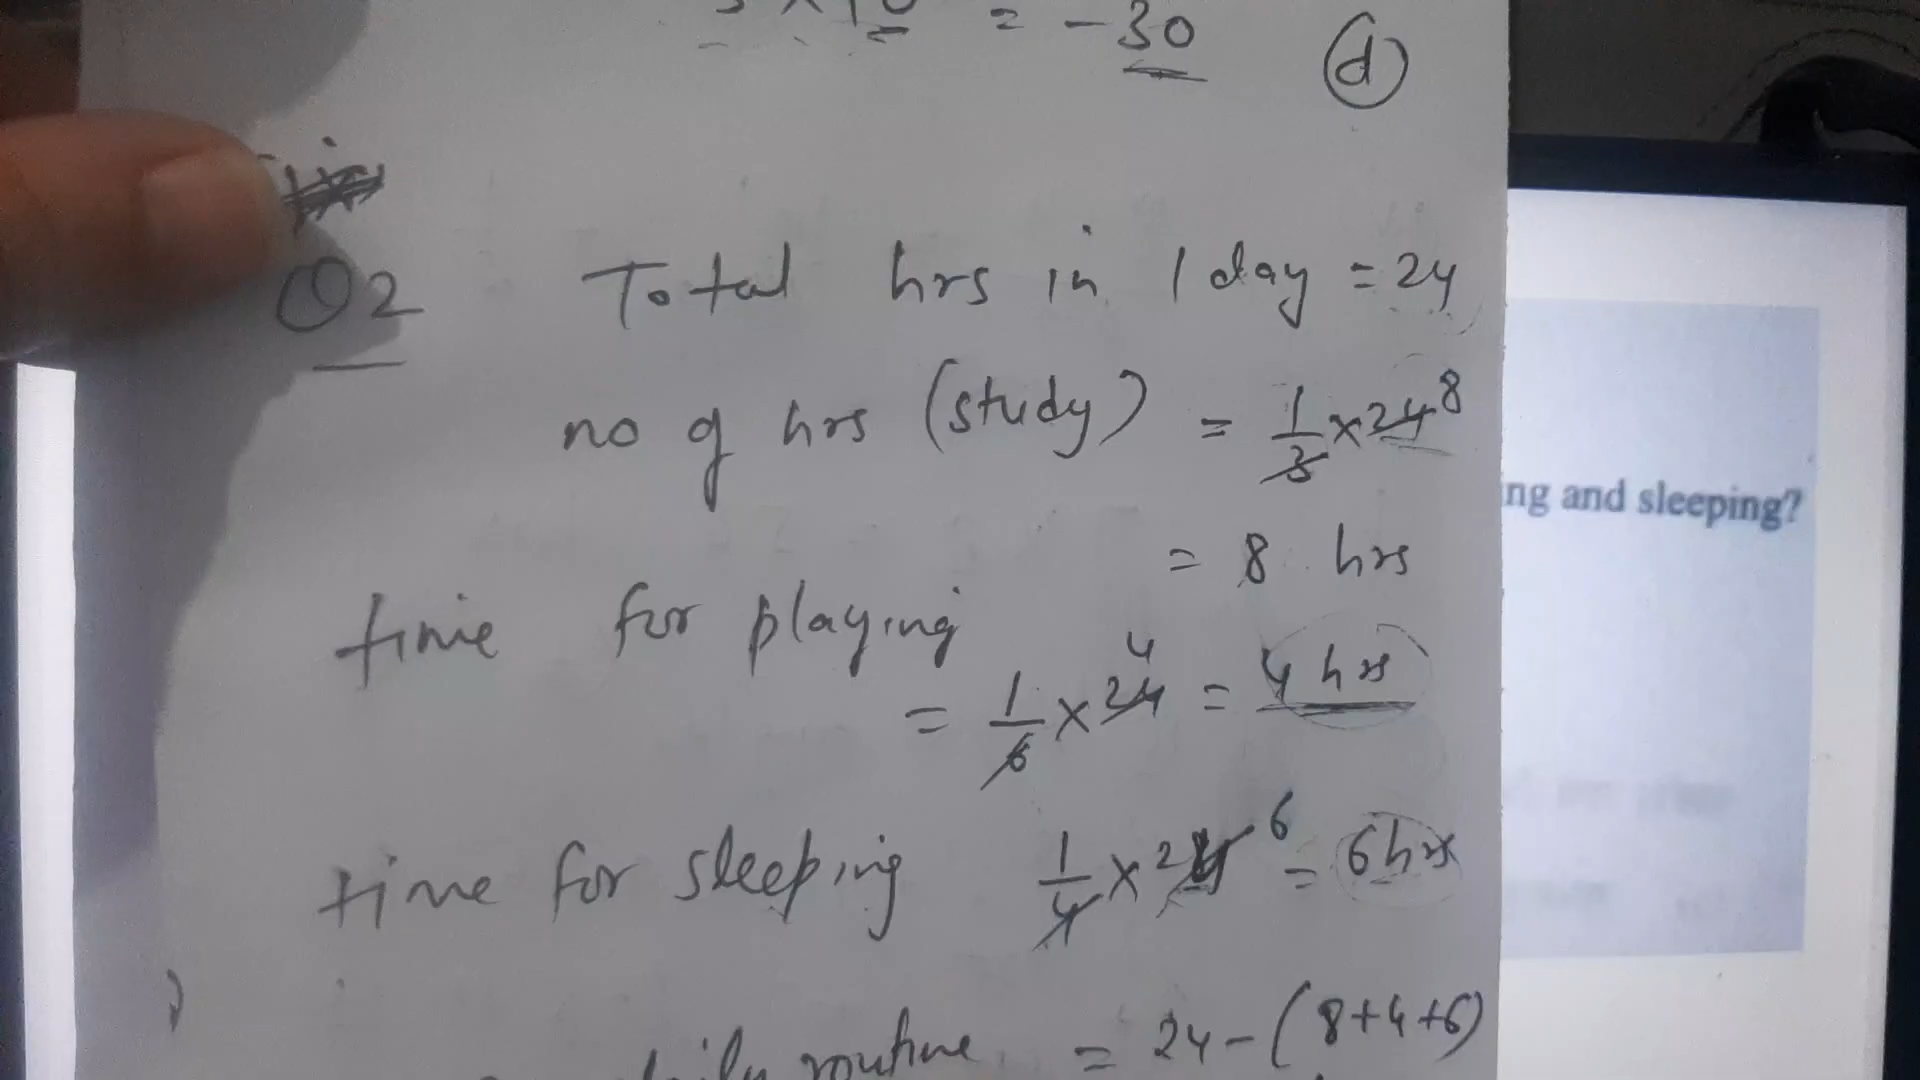 = -30 (d)
Q2 Total hrs in 1 day = 24
no of hrs (study) = 1/3 x 24 8
ng and sleeping?
= 8 hrs
time for playing
= 1/6 x 24 4 = 4 hrs
time for sleeping 1/4 x 24 6 = 6 hrs
routine = 24 - (8+4+6)